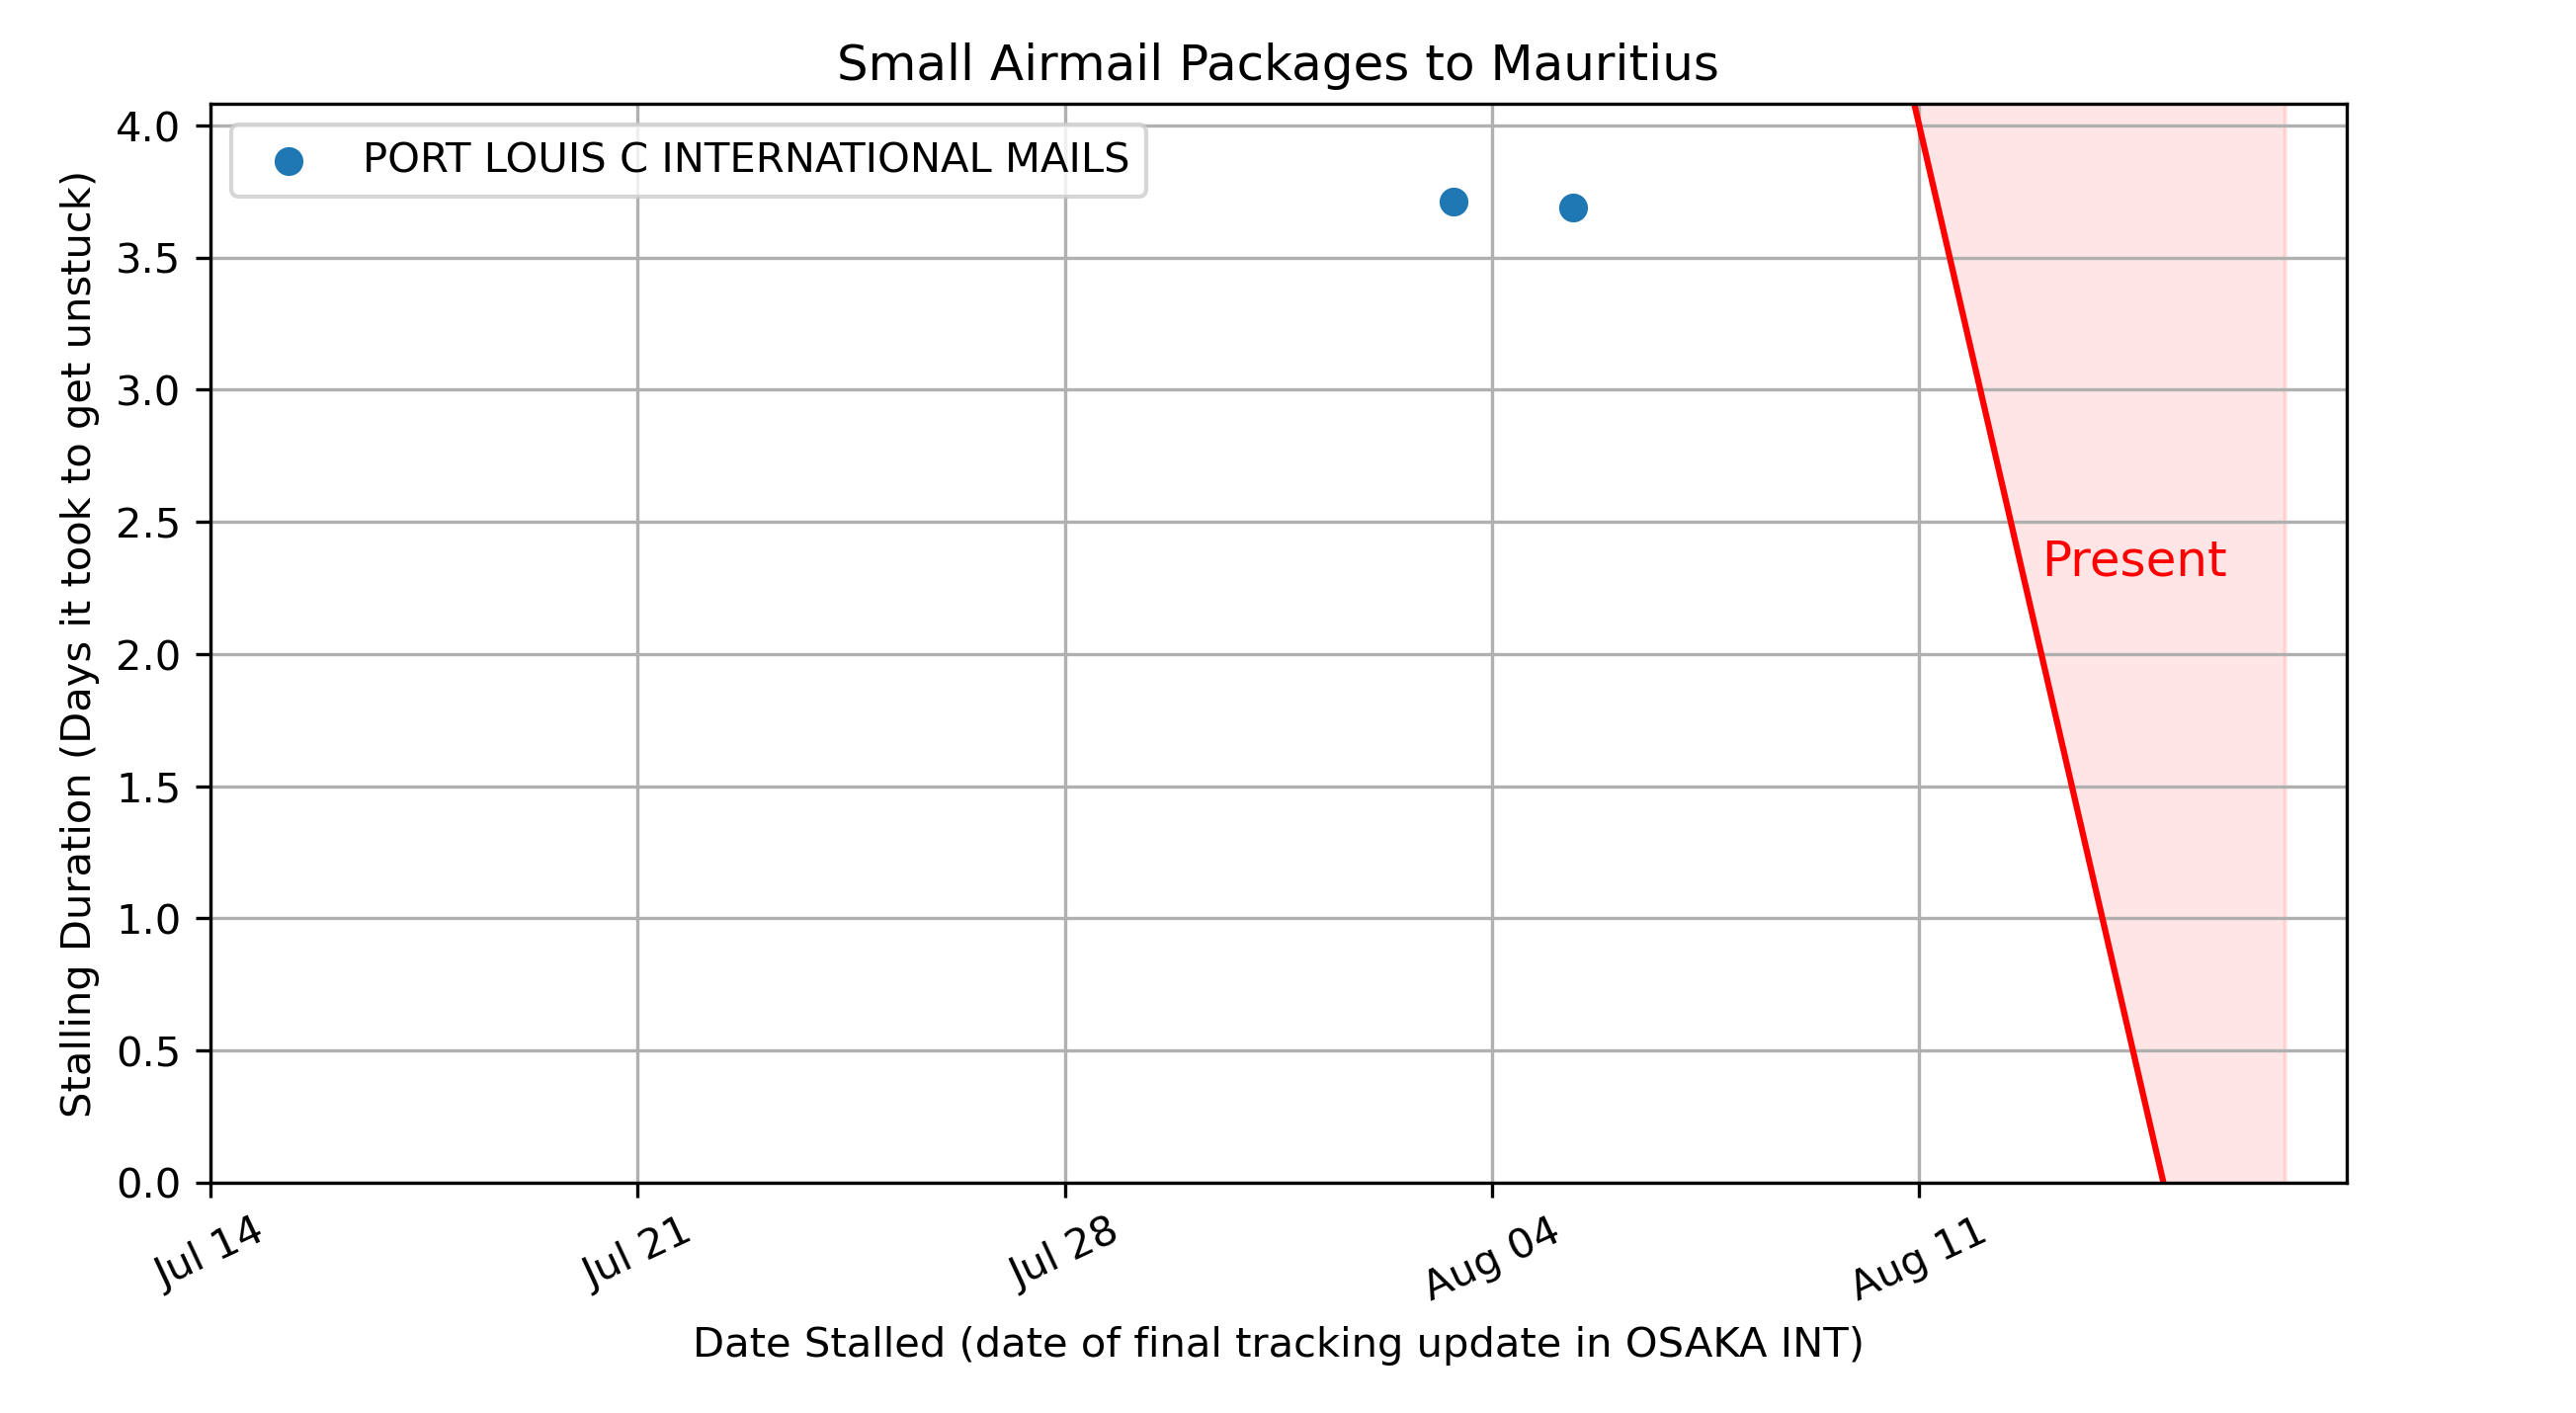 Small Airmail Packages to Mauritius
PORT LOUIS C INTERNATIONAL MAILS
Stalling Duration (Days it took to get unstuck)
4.0
3.5
3.0
2.5
2.0
1.5
1.0
0.5
0.0
Present
Jul 14
Jul 21
Jul 28
Aug 04
Aug 11
Date Stalled (date of final tracking update in OSAKA INT)